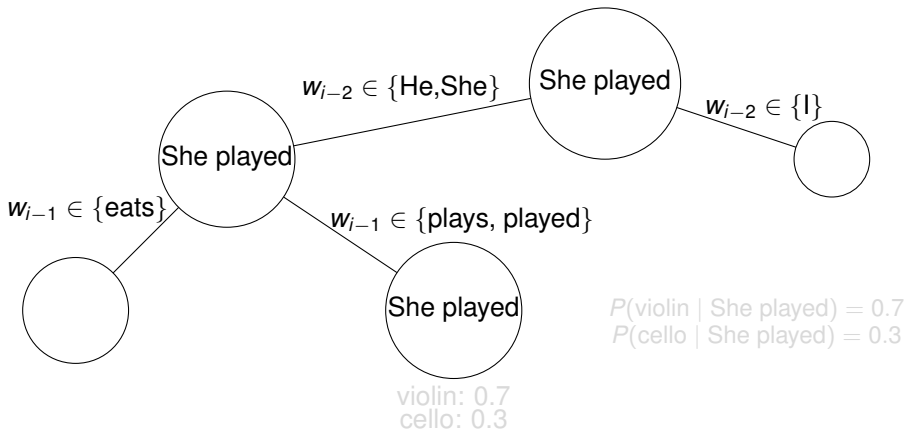 She played
w_{i−2} ∈ {He,She}
w_{i−2} ∈ {I}
She played
w_{i−1} ∈ {eats}
w_{i−1} ∈ {plays, played}
She played
P(violin | She played) = 0.7
P(cello | She played) = 0.3
violin: 0.7
cello: 0.3